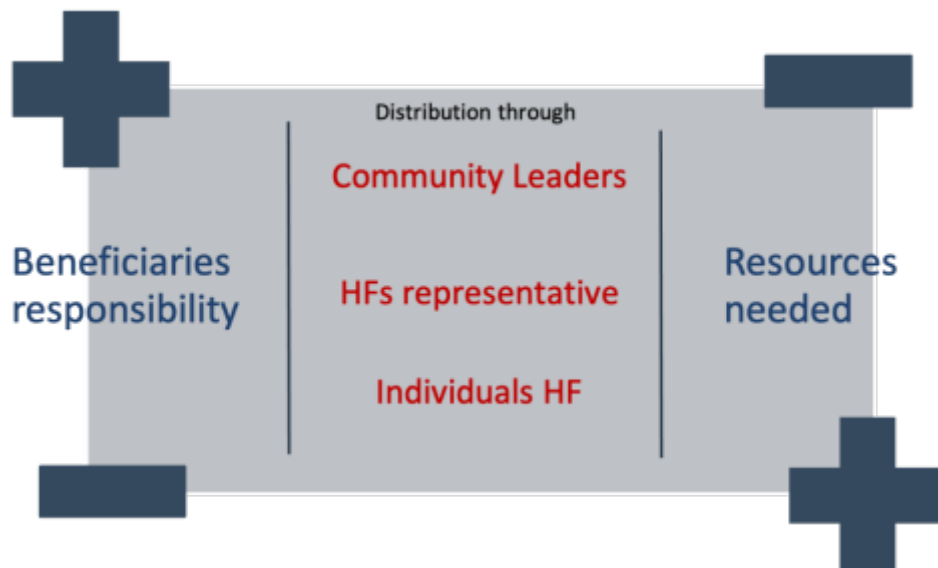 Distribution through
Community Leaders
Beneficiaries
responsibility
HFs representative
Resources
needed
Individuals HF